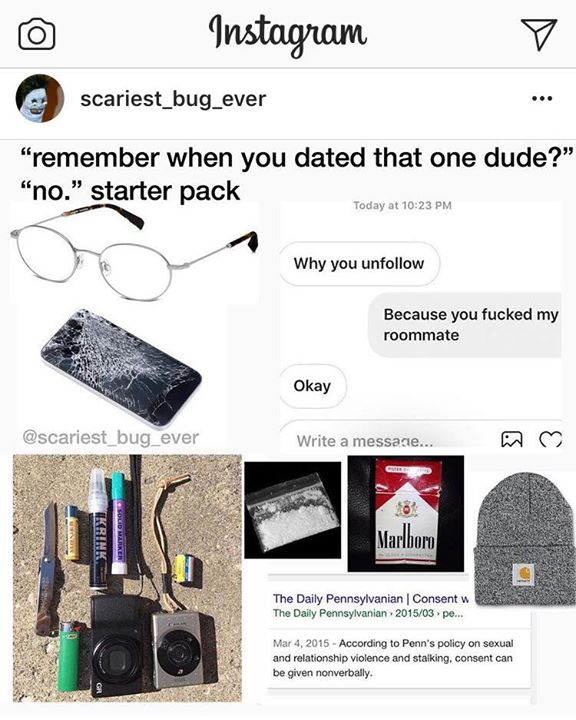 Instagram
scariest_bug_ever
“remember when you dated that one dude?”
“no.” starter pack
Today at 10:23 PM
Why you unfollow
Because you fucked my
roommate
Okay
@scariest_bug_ever
Write a message...
KRINK
SOLID MARKER
Marlboro
The Daily Pennsylvanian | Consent w
The Daily Pennsylvanian › 2015/03 › pe...
Mar 4, 2015 - According to Penn's policy on sexual
and relationship violence and stalking, consent can
be given nonverbally.